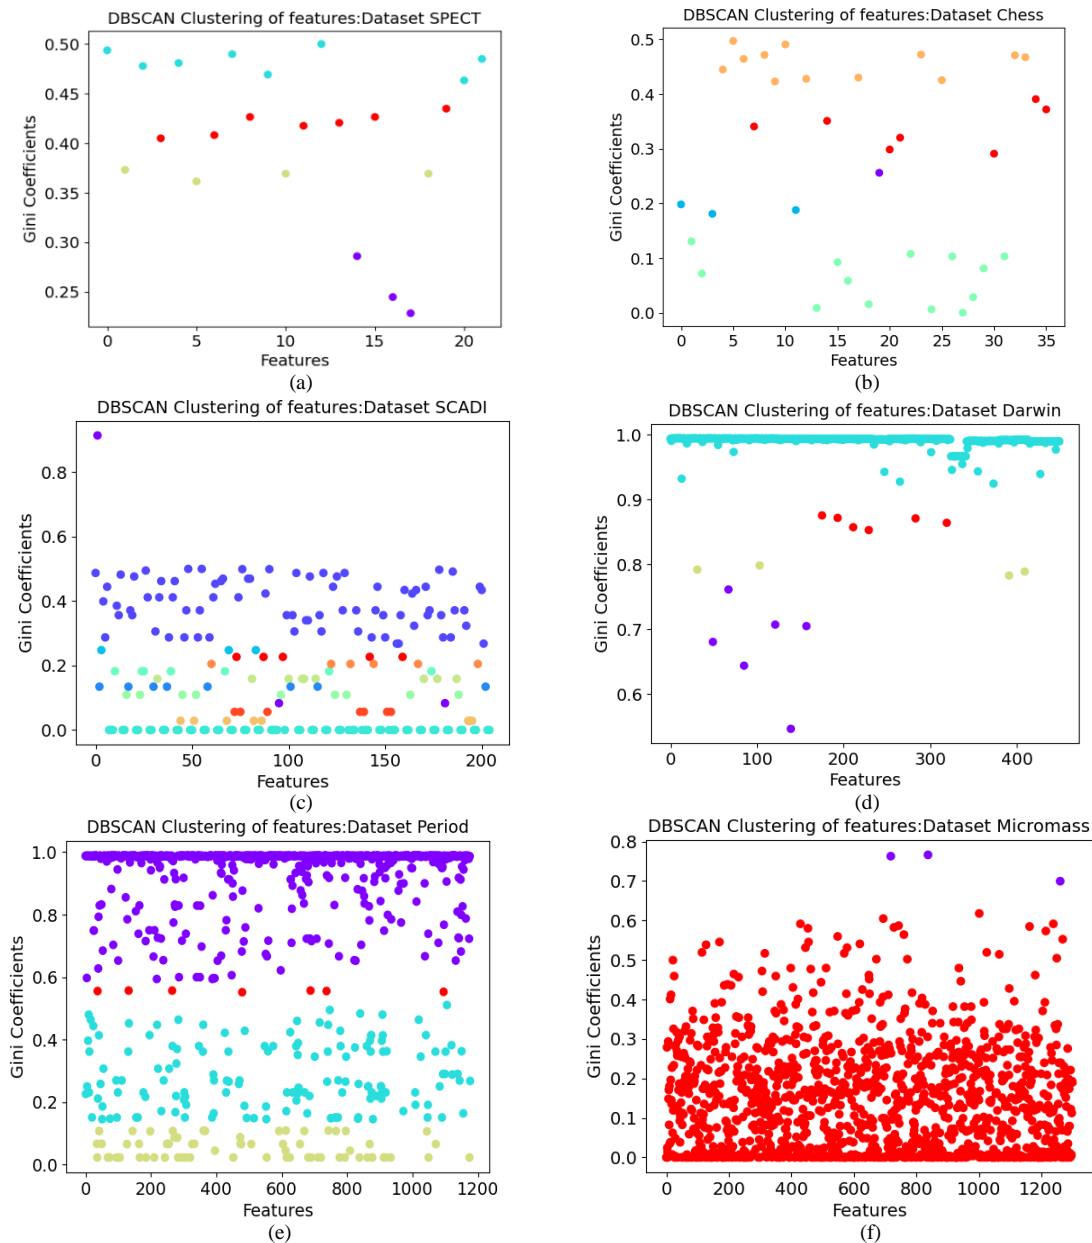 DBSCAN Clustering of features:Dataset SPECT
0.50
0.45
0.40
0.35
0.30
0.25
Gini Coefficients
0 5 10 15 20
Features
(a)
DBSCAN Clustering of features:Dataset Chess
0.5
0.4
0.3
0.2
0.1
0.0
Gini Coefficients
0 5 10 15 20 25 30 35
Features
(b)
DBSCAN Clustering of features:Dataset SCADI
0.8
0.6
0.4
0.2
0.0
Gini Coefficients
0 50 100 150 200
Features
(c)
DBSCAN Clustering of features:Dataset Darwin
1.0
0.9
0.8
0.7
0.6
Gini Coefficients
0 100 200 300 400
Features
(d)
DBSCAN Clustering of features:Dataset Period
1.0
0.8
0.6
0.4
0.2
0.0
Gini Coefficients
0 200 400 600 800 1000 1200
Features
(e)
DBSCAN Clustering of features:Dataset Micromass
0.8
0.7
0.6
0.5
0.4
0.3
0.2
0.1
0.0
Gini Coefficients
0 200 400 600 800 1000 1200
Features
(f)